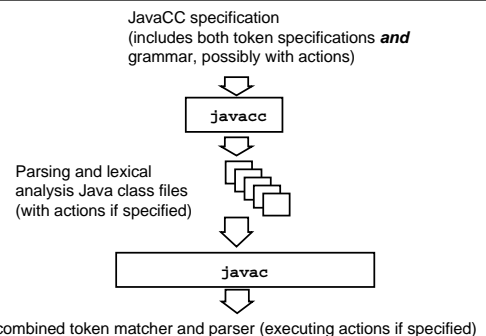 JavaCC specification
(includes both token specifications and
grammar, possibly with actions)
javacc
Parsing and lexical
analysis Java class files
(with actions if specified)
javac
combined token matcher and parser (executing actions if specified)